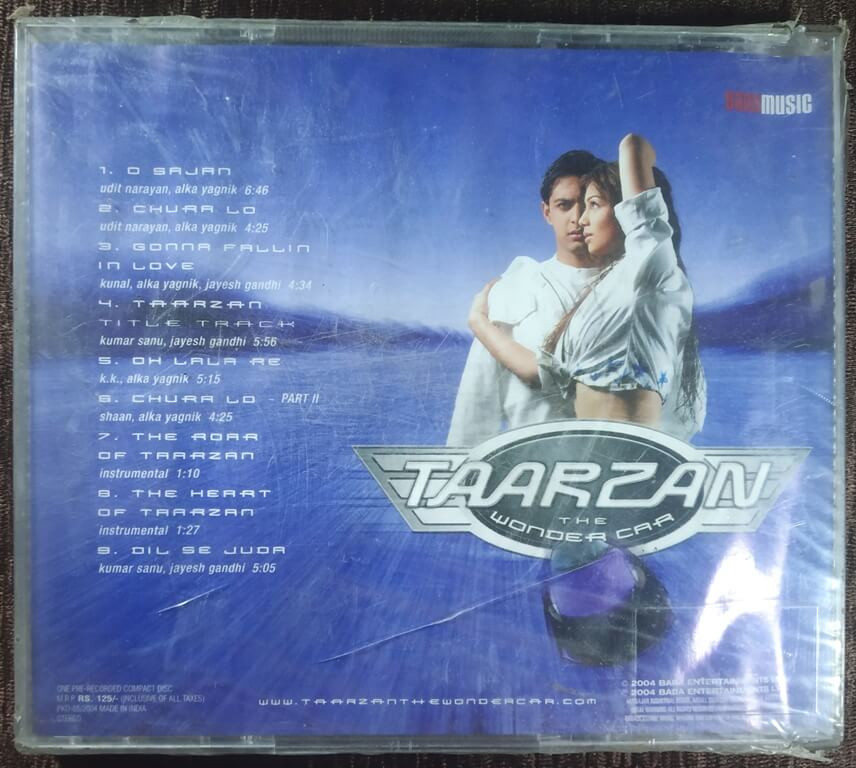 BABA MUSIC
1. O SAJAN
udit narayan, alka yagnik 6:46
2. CHURA LO
udit narayan, alka yagnik 4:25
3. GONNA FALLIN
IN LOVE
kunal, alka yagnik, jayesh gandhi 4:34
4. TAARZAN
TITLE TRACK
kumar sanu, jayesh gandhi 5:56
5. OH LALA RE
k.k., alka yagnik 5:15
6. CHURA LO - PART II
shaan, alka yagnik 4:25
7. THE ROAR
OF TAARZAN
instrumental 1:10
8. THE HEART
OF TAARZAN
instrumental 1:27
9. DIL SE JUDA
kumar sanu, jayesh gandhi 5:05
TAARZAN
THE
WONDER CAR
ONE PRE-RECORDED COMPACT DISC
M.R.P. RS. 125/- (INCLUSIVE OF ALL TAXES)
2004 MADE IN INDIA
STEREO
WWW.TAARZANTHEWONDERCAR.COM
© 2004 BABA ENTERTAINMENTS
℗ 2004 BABA ENTERTAINMENTS